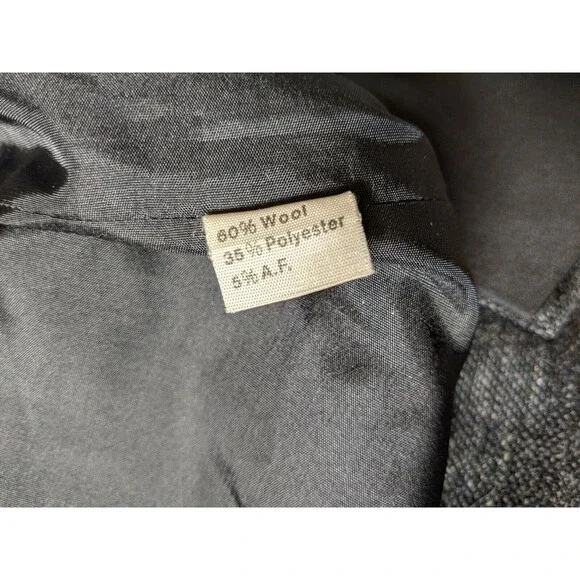 60% Wool
35% Polyester
5% A.F.